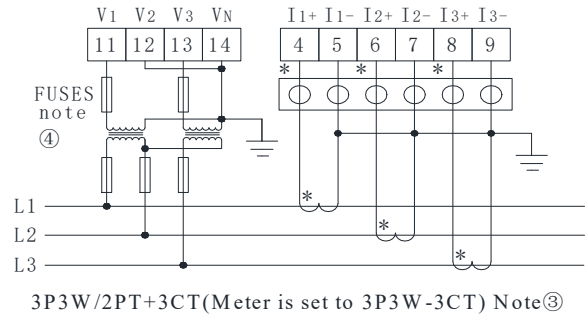 V1 V2 V3 VN I1+ I1- I2+ I2- I3+ I3-
11 12 13 14 4 5 6 7 8 9
* * *
FUSES
note
④
*
L1
*
L2
*
L3
3P3W/2PT+3CT(Meter is set to 3P3W-3CT) Note③